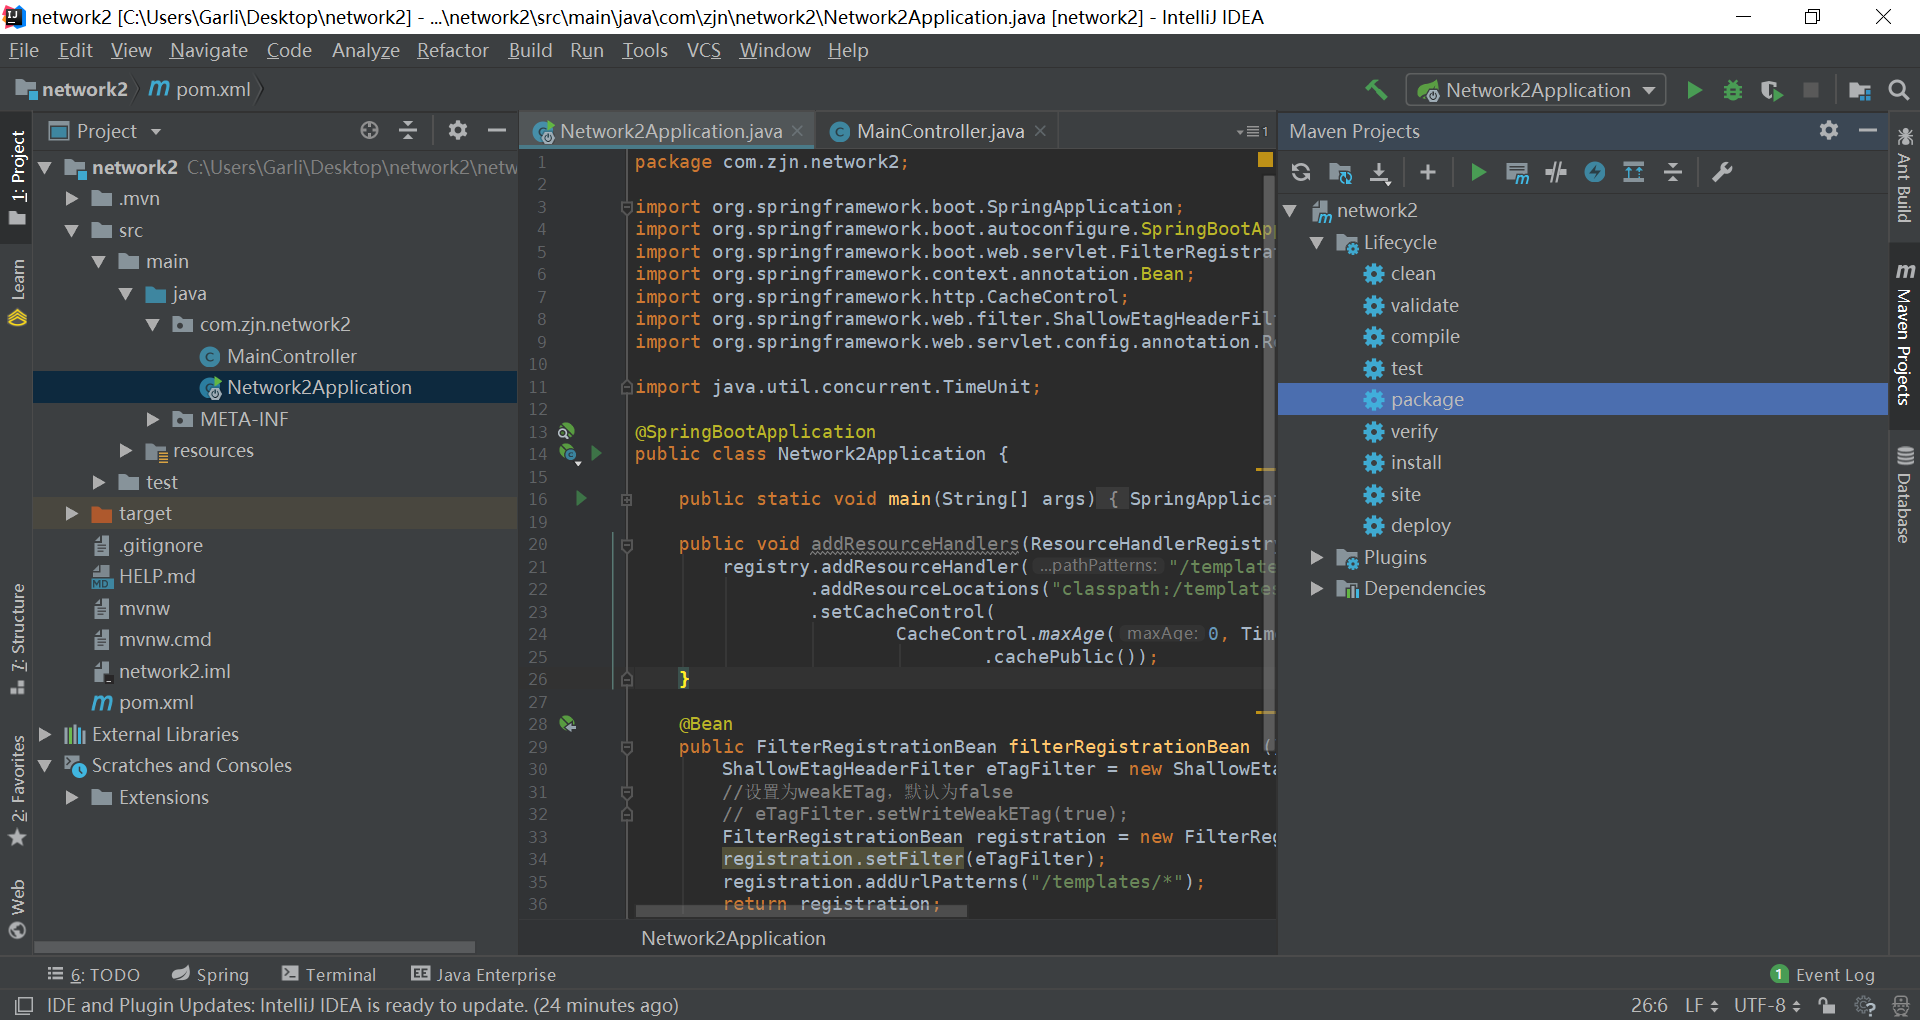 network2 [C:\Users\Garli\Desktop\network2] - ...\network2\src\main\java\com\zjn\network2\Network2Application.java [network2] - IntelliJ IDEA
File Edit View Navigate Code Analyze Refactor Build Run Tools VCS Window Help
network2 pom.xml
Network2Application
1: Project
Learn
7: Structure
2: Favorites
Web
Project
network2 C:\Users\Garli\Desktop\network2\netw
.mvn
src
main
java
com.zjn.network2
MainController
Network2Application
META-INF
resources
test
target
.gitignore
HELP.md
mvnw
mvnw.cmd
network2.iml
pom.xml
External Libraries
Scratches and Consoles
Extensions
Network2Application.java MainController.java 1
1 package com.zjn.network2;
2
3 import org.springframework.boot.SpringApplication;
4 import org.springframework.boot.autoconfigure.SpringBootAp
5 import org.springframework.boot.web.servlet.FilterRegistra
6 import org.springframework.context.annotation.Bean;
7 import org.springframework.http.CacheControl;
8 import org.springframework.web.filter.ShallowEtagHeaderFil
9 import org.springframework.web.servlet.config.annotation.R
10
11 import java.util.concurrent.TimeUnit;
12
13 @SpringBootApplication
14 public class Network2Application {
15
16 public static void main(String[] args) { SpringApplica
19
20 public void addResourceHandlers(ResourceHandlerRegistr
21 registry.addResourceHandler( ...pathPatterns: "/template
22 .addResourceLocations("classpath:/templates
23 .setCacheControl(
24 CacheControl.maxAge( maxAge: 0, Tim
25 .cachePublic());
26 }
27
28 @Bean
29 public FilterRegistrationBean filterRegistrationBean (
30 ShallowEtagHeaderFilter eTagFilter = new ShallowEta
31 //设置为weakETag，默认为false
32 // eTagFilter.setWriteWeakETag(true);
33 FilterRegistrationBean registration = new FilterReg
34 registration.setFilter(eTagFilter);
35 registration.addUrlPatterns("/templates/*");
36 return registration;
Network2Application
Maven Projects
network2
Lifecycle
clean
validate
compile
test
package
verify
install
site
deploy
Plugins
Dependencies
Ant Build
Maven Projects
Database
6: TODO Spring Terminal Java Enterprise 1 Event Log
IDE and Plugin Updates: IntelliJ IDEA is ready to update. (24 minutes ago) 26:6 LF UTF-8